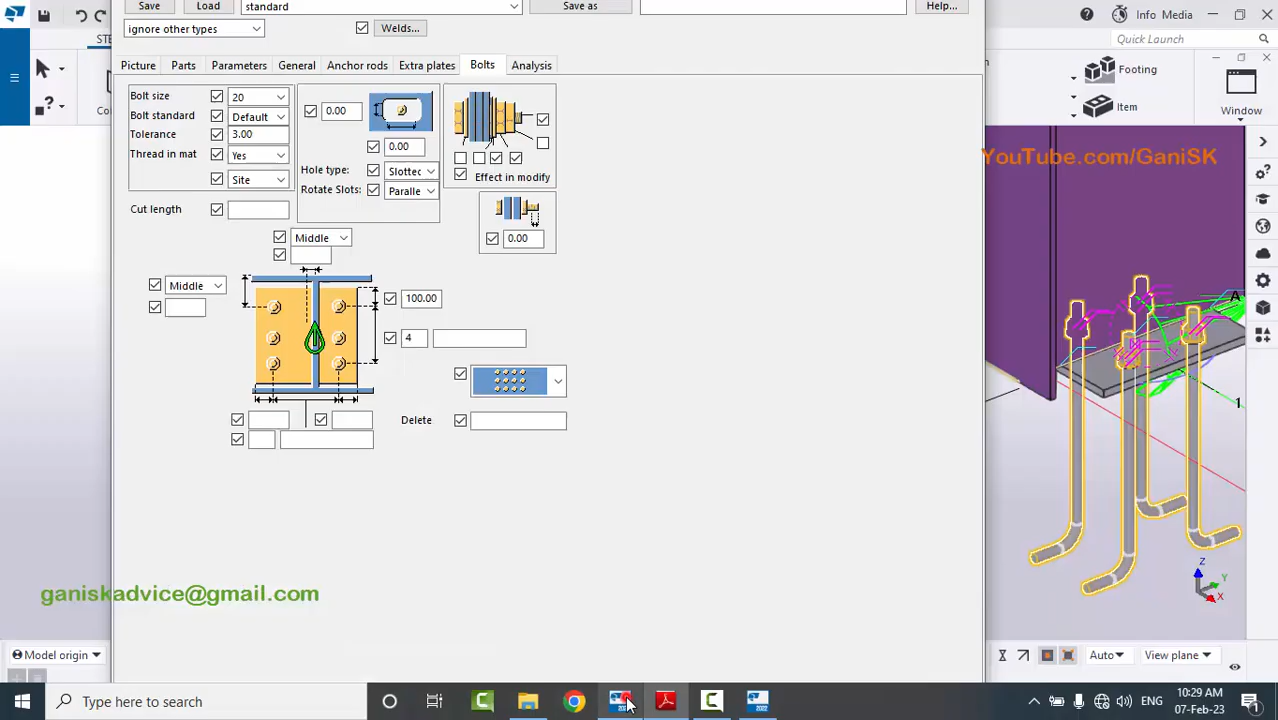 Save
Load
standard
Save as
Help...
Info Media
ignore other types
Welds...
Quick Launch
Picture
Parts
Parameters
General
Anchor rods
Extra plates
Bolts
Analysis
Footing
Item
Window
Bolt size
20
Bolt standard
Default
Tolerance
3.00
Thread in mat
Yes
Site
Cut length
0.00
0.00
Hole type:
Slotted
Rotate Slots:
Paralle
Effect in modify
0.00
YouTube.com/GaniSK
Middle
Middle
100.00
4
Delete
A
1
Z
Y
X
ganiskadvice@gmail.com
Model origin
Auto
View plane
Type here to search
ENG
10:29 AM
07-Feb-23